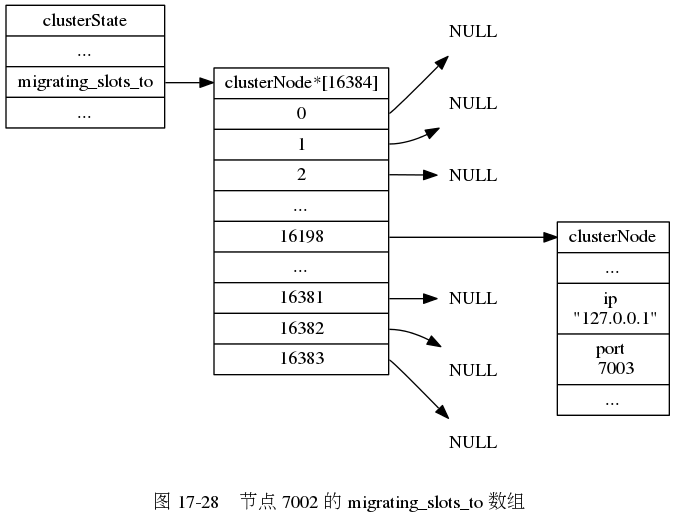 clusterState
...
migrating_slots_to
...
clusterNode*[16384]
0
1
2
...
16198
...
16381
16382
16383
NULL
NULL
NULL
NULL
NULL
NULL
clusterNode
...
ip
"127.0.0.1"
port
7003
...
图 17-28 节点 7002 的 migrating_slots_to 数组